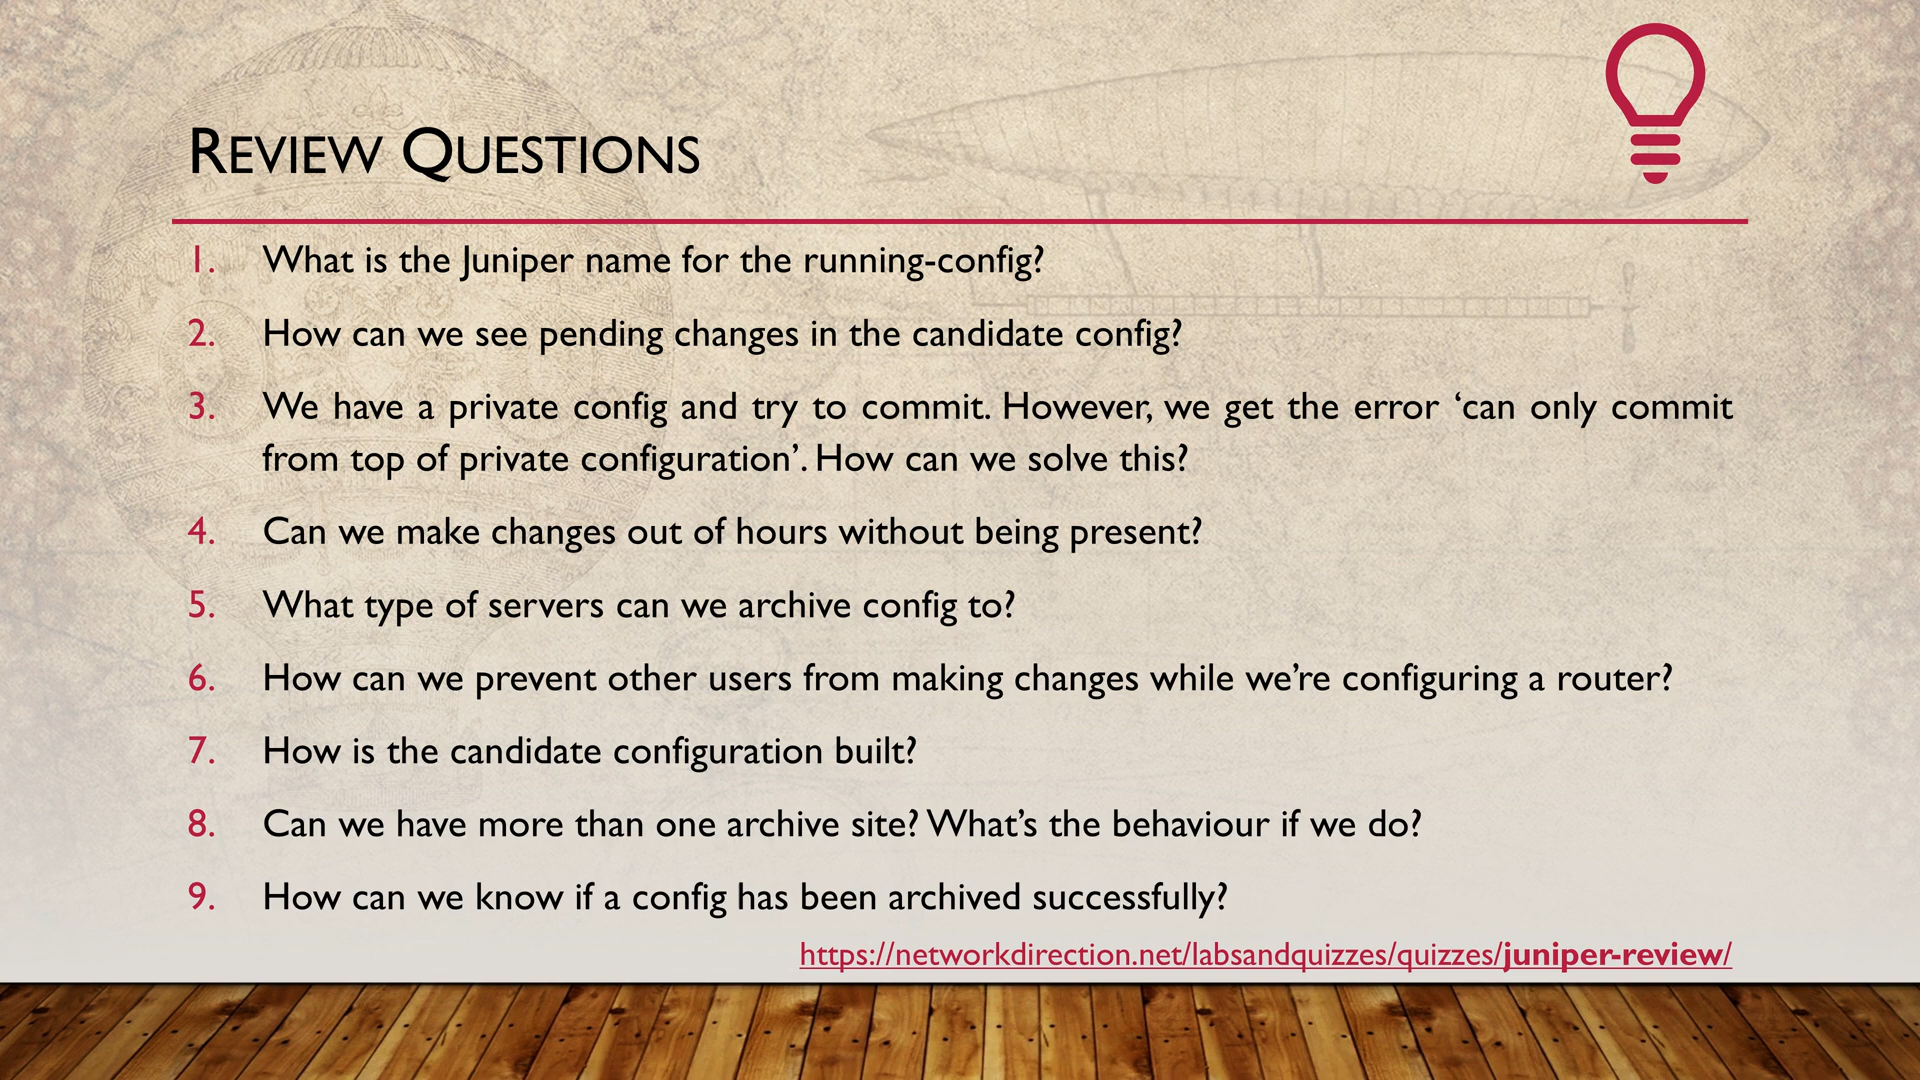 Review Questions
1. What is the Juniper name for the running-config?
2. How can we see pending changes in the candidate config?
3. We have a private config and try to commit. However, we get the error ‘can only commit
from top of private configuration’. How can we solve this?
4. Can we make changes out of hours without being present?
5. What type of servers can we archive config to?
6. How can we prevent other users from making changes while we’re configuring a router?
7. How is the candidate configuration built?
8. Can we have more than one archive site? What’s the behaviour if we do?
9. How can we know if a config has been archived successfully?
https://networkdirection.net/labsandquizzes/quizzes/juniper-review/